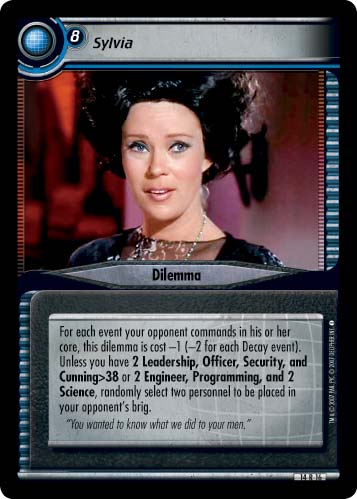 8
Sylvia
Dilemma
For each event your opponent commands in his or her
core, this dilemma is cost –1 (–2 for each Decay event).
Unless you have 2 Leadership, Officer, Security, and
Cunning>38 or 2 Engineer, Programming, and 2
Science, randomly select two personnel to be placed in
your opponent's brig.
"You wanted to know what we did to your men."
14 R 16